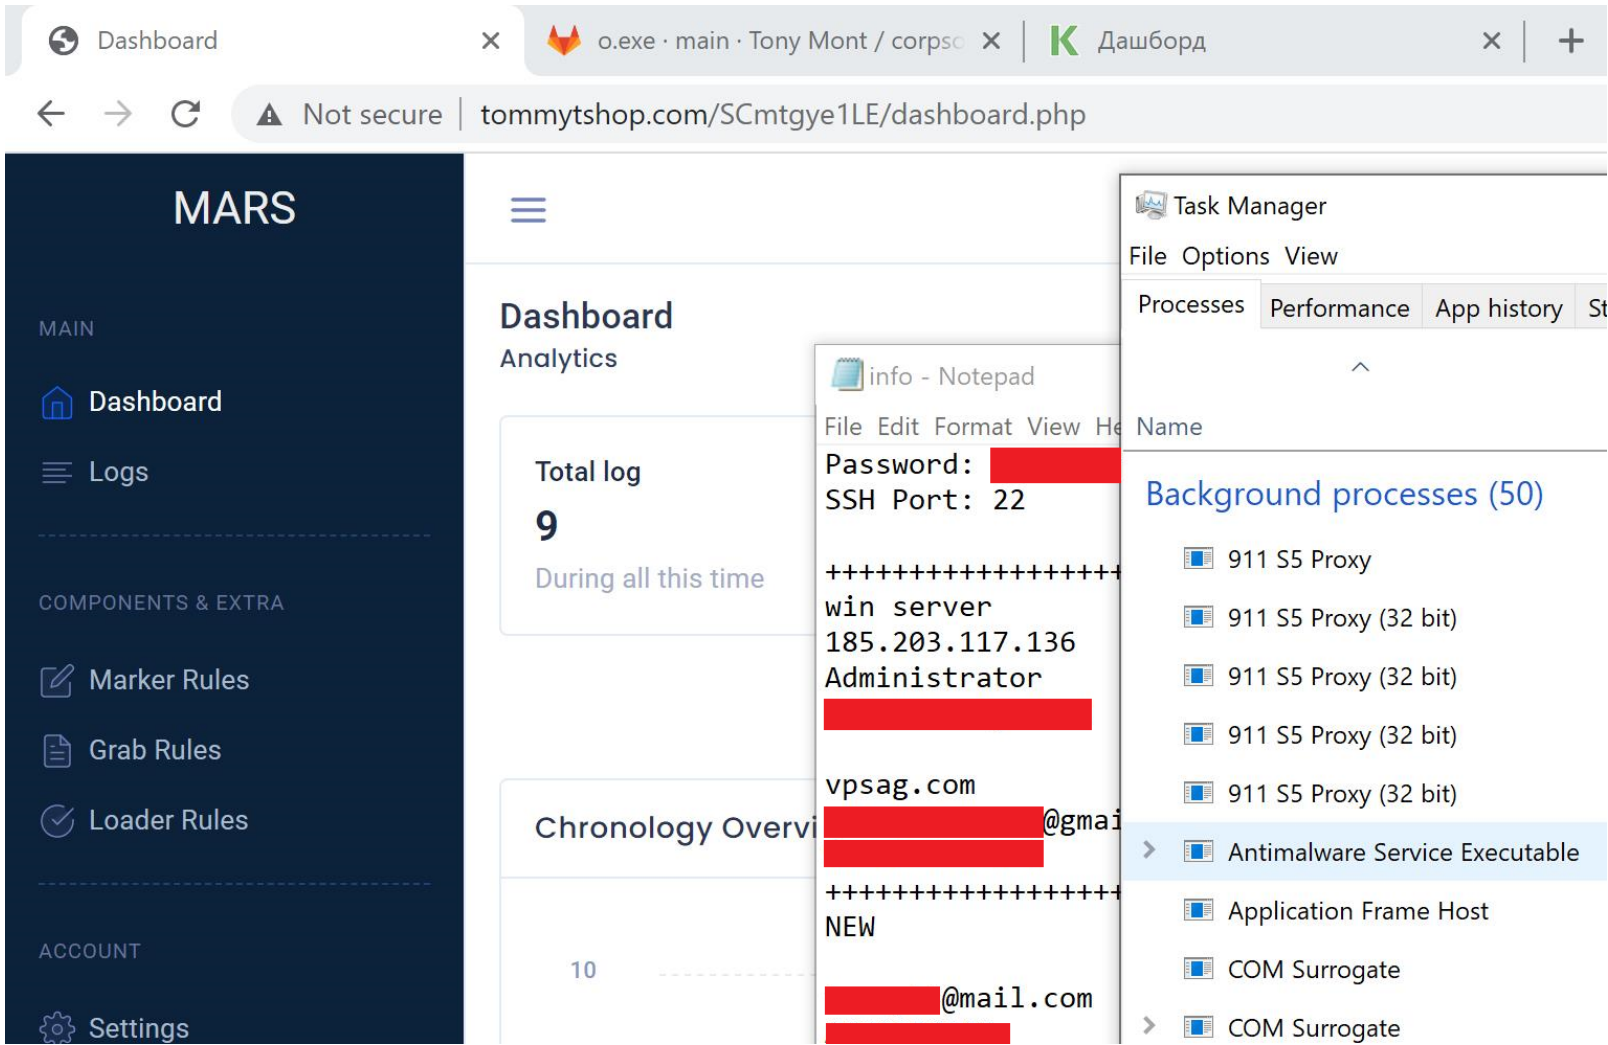 Dashboard
o.exe · main · Tony Mont / corpso
Дашборд
Not secure
tommytshop.com/SCmtgye1LE/dashboard.php
MARS
MAIN
Dashboard
Logs
COMPONENTS & EXTRA
Marker Rules
Grab Rules
Loader Rules
ACCOUNT
Settings
Dashboard
Analytics
Total log
9
During all this time
Chronology Overvi
10
info - Notepad
File Edit Format View He
Password:
SSH Port: 22
++++++++++++++++++
win server
185.203.117.136
Administrator
vpsag.com
@gmai
++++++++++++++++++
NEW
@mail.com
Task Manager
File Options View
Processes Performance App history St
Name
Background processes (50)
911 S5 Proxy
911 S5 Proxy (32 bit)
911 S5 Proxy (32 bit)
911 S5 Proxy (32 bit)
911 S5 Proxy (32 bit)
Antimalware Service Executable
Application Frame Host
COM Surrogate
COM Surrogate